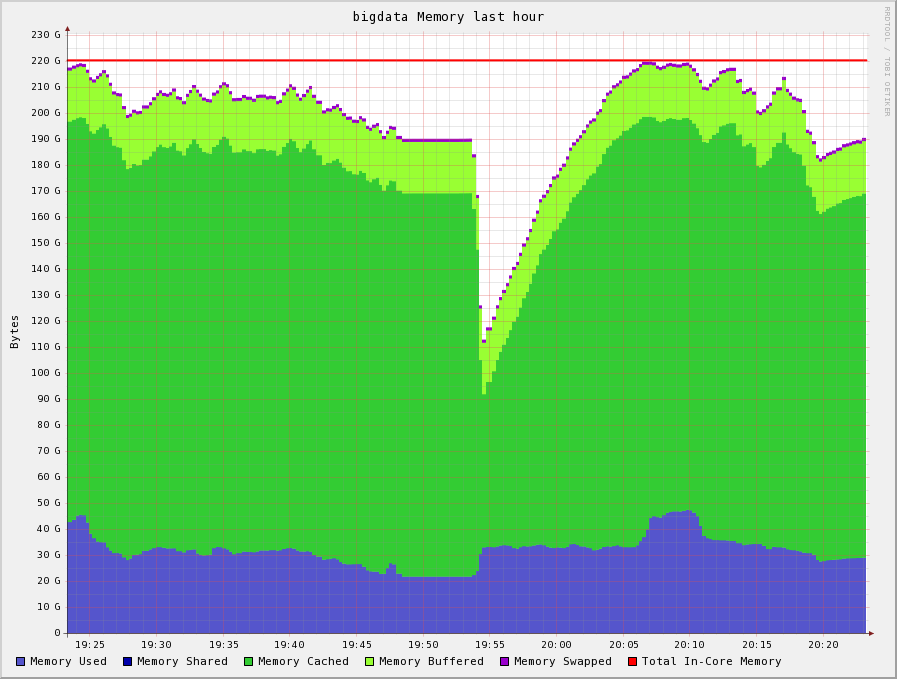 bigdata Memory last hour
RRDTOOL / TOBI OETIKER
Bytes
230 G
220 G
210 G
200 G
190 G
180 G
170 G
160 G
150 G
140 G
130 G
120 G
110 G
100 G
90 G
80 G
70 G
60 G
50 G
40 G
30 G
20 G
10 G
0
19:25 19:30 19:35 19:40 19:45 19:50 19:55 20:00 20:05 20:10 20:15 20:20
Memory Used Memory Shared Memory Cached Memory Buffered Memory Swapped Total In-Core Memory